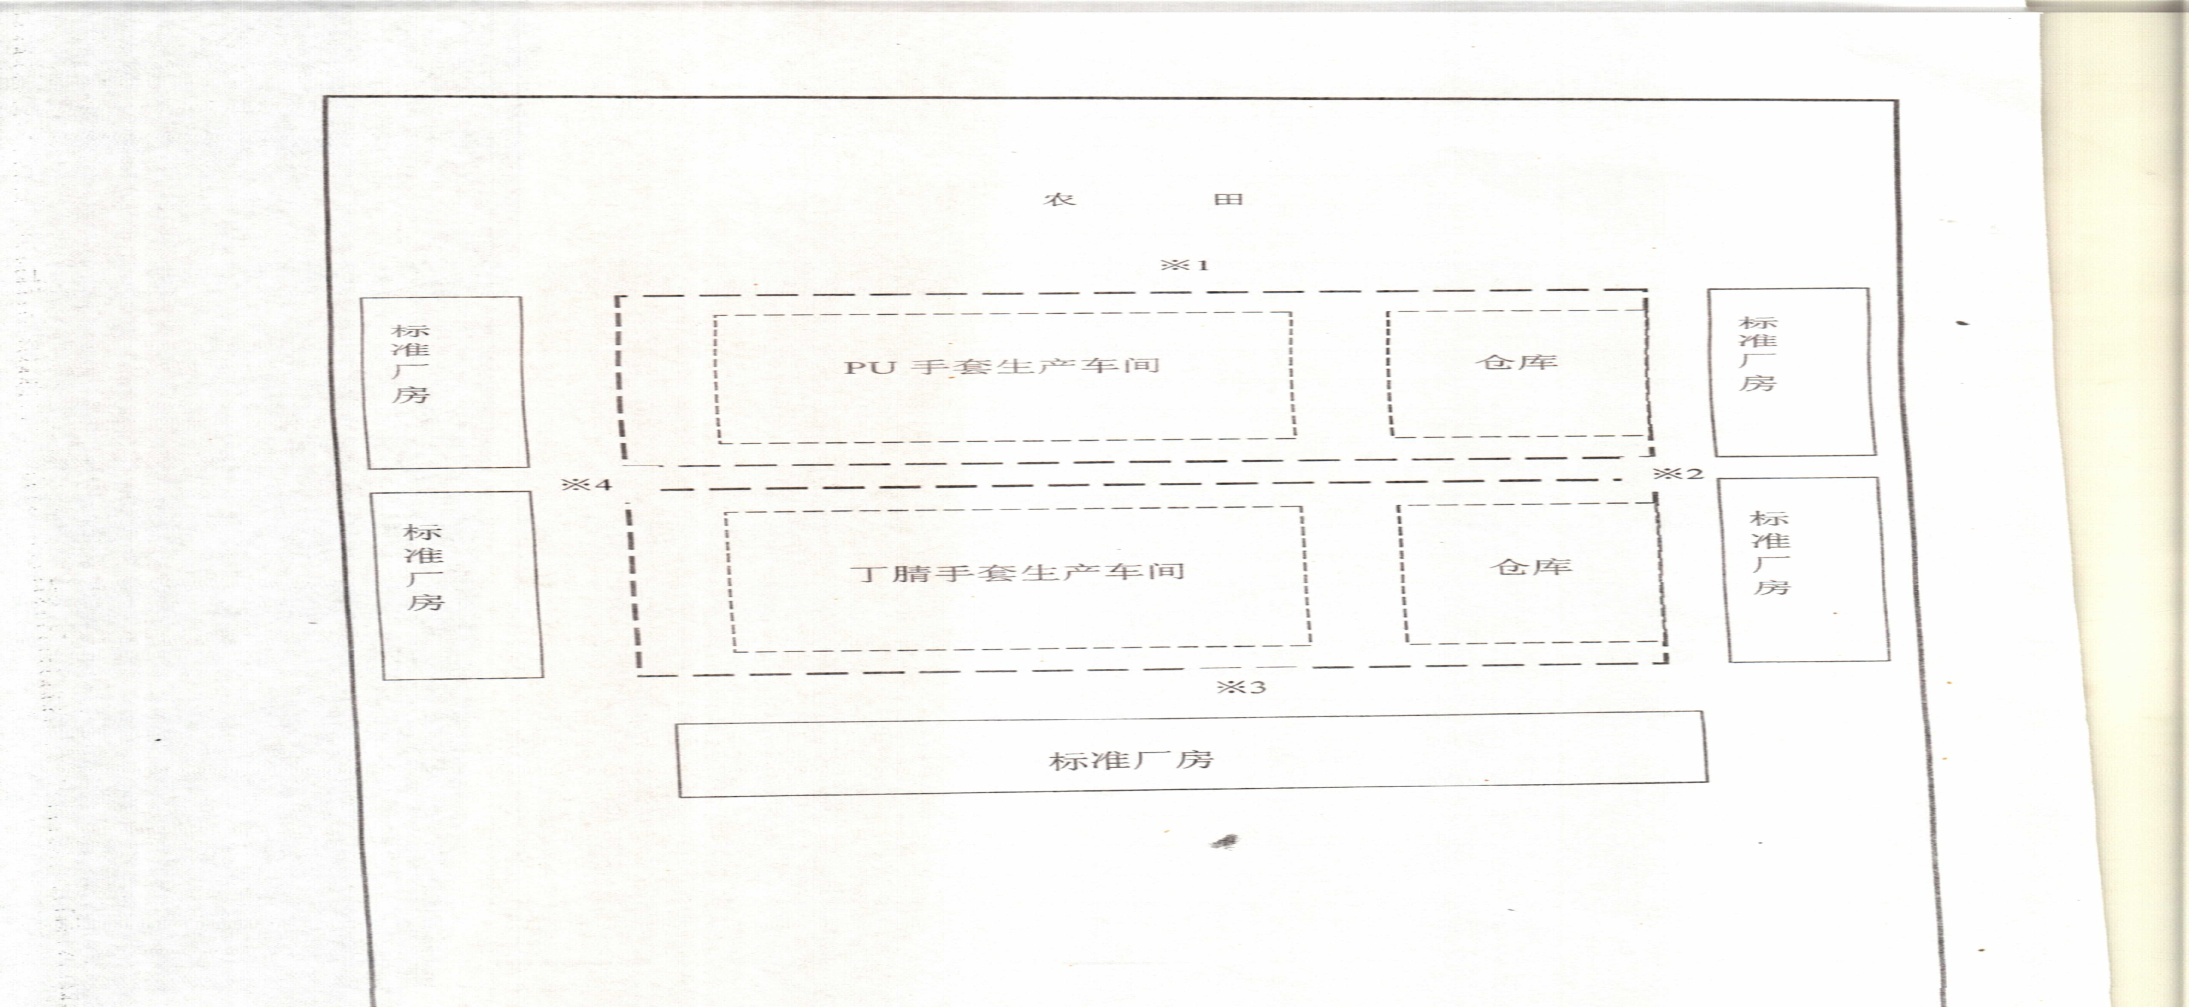 农 田
※1
标准厂房
PU 手套生产车间
仓库
标准厂房
※4
※2
标准厂房
丁腈手套生产车间
仓库
标准厂房
※3
标准厂房